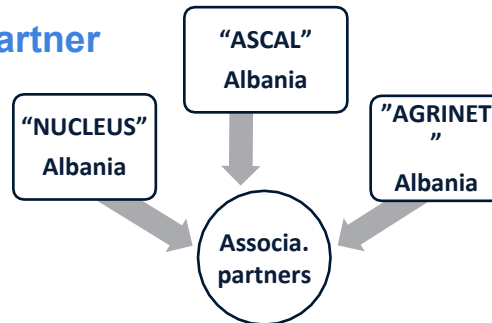 artner
“ASCAL”
Albania
“NUCLEUS”
Albania
”AGRINET
”
Albania
Associa.
partners